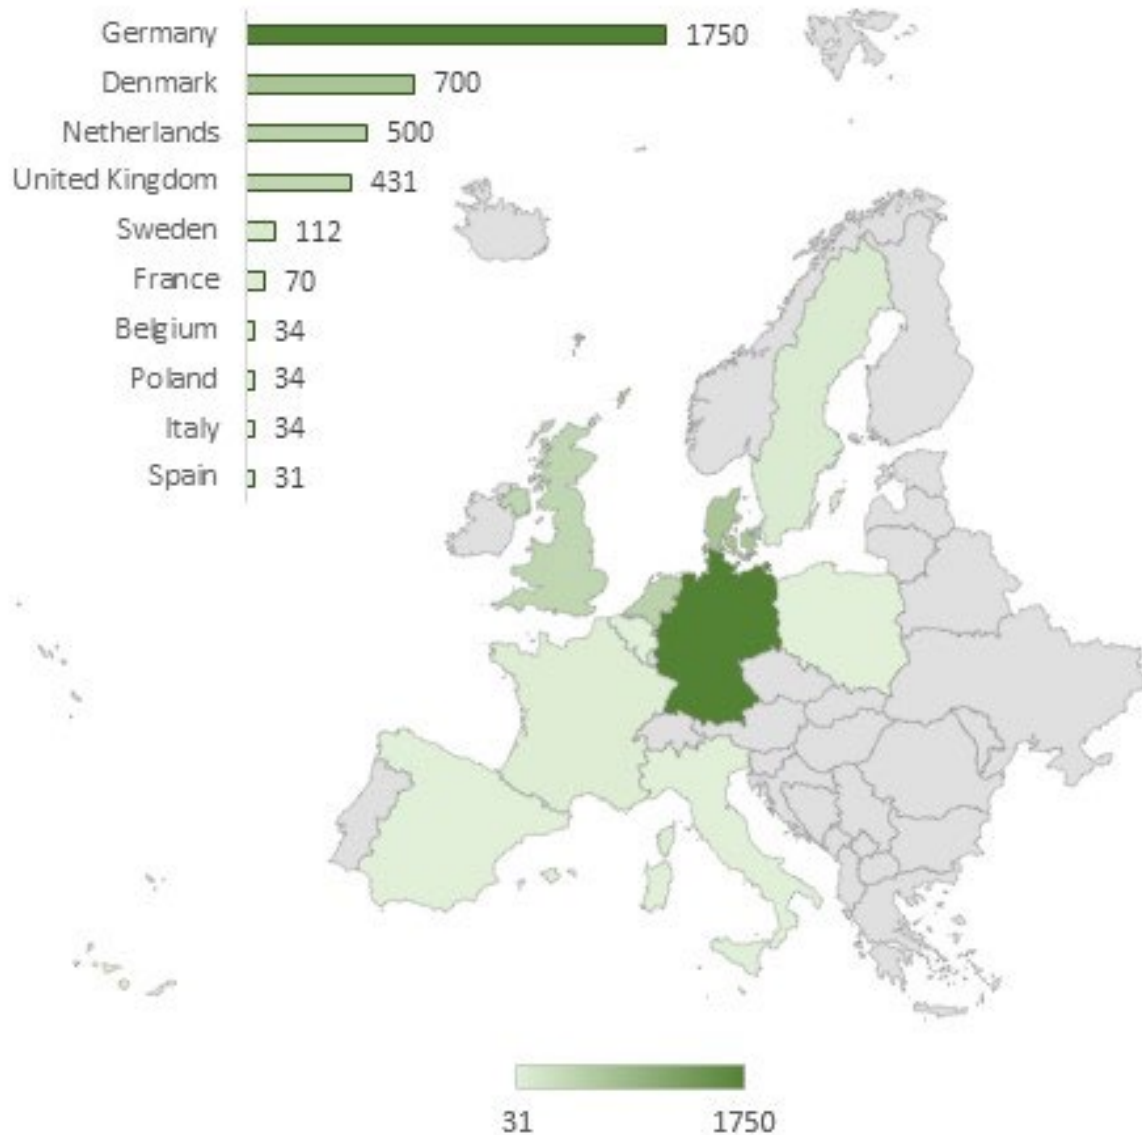 Germany 1750
Denmark 700
Netherlands 500
United Kingdom 431
Sweden 112
France 70
Belgium 34
Poland 34
Italy 34
Spain 31
31 1750